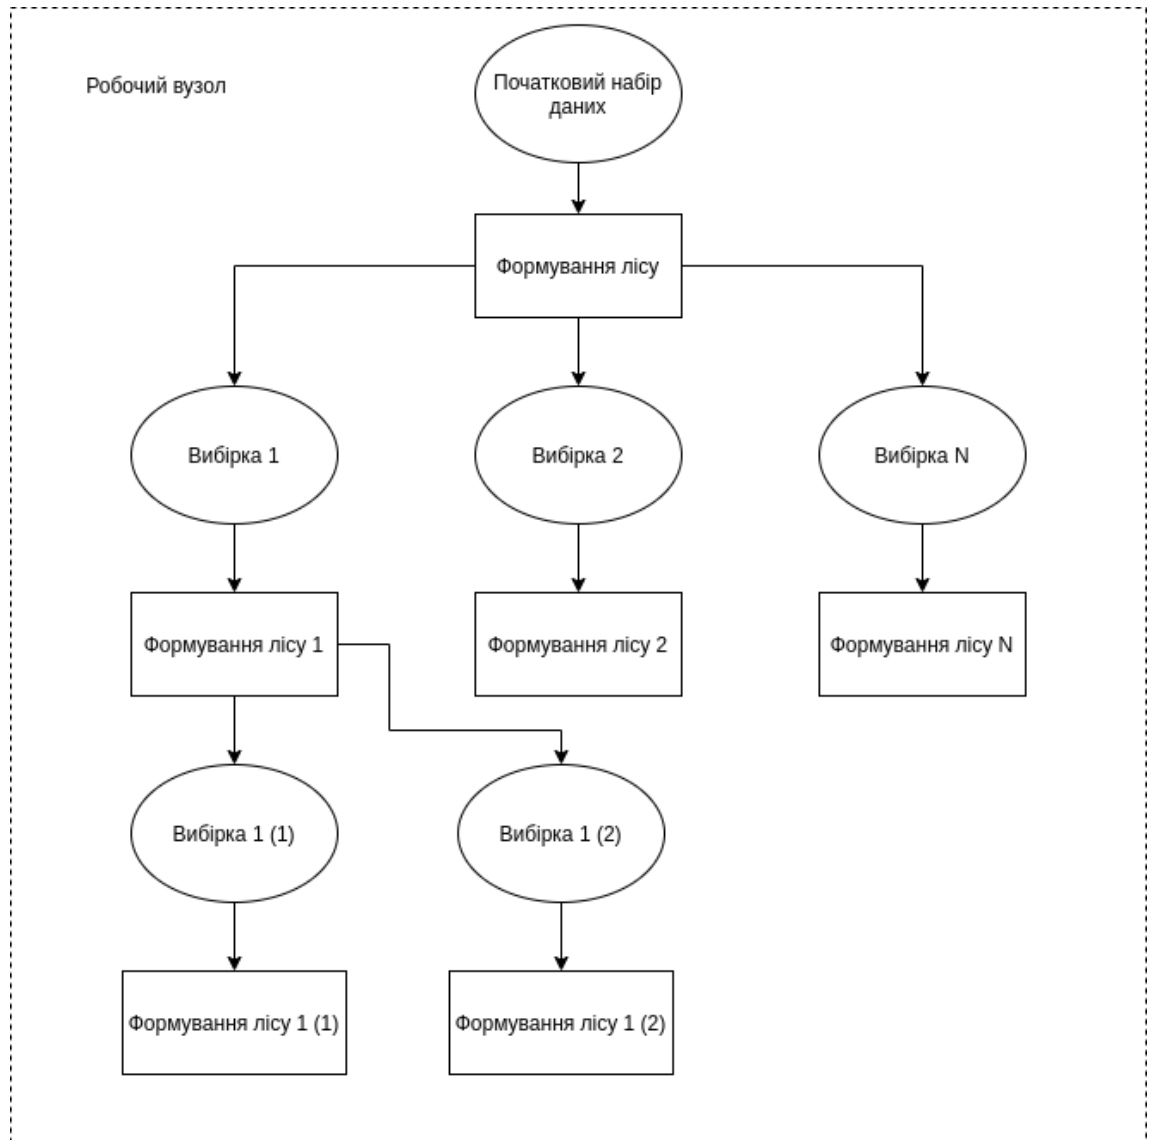 Робочий вузол
Початковий набір
даних
Формування лісу
Вибірка 1
Вибірка 2
Вибірка N
Формування лісу 1
Формування лісу 2
Формування лісу N
Вибірка 1 (1)
Вибірка 1 (2)
Формування лісу 1 (1)
Формування лісу 1 (2)